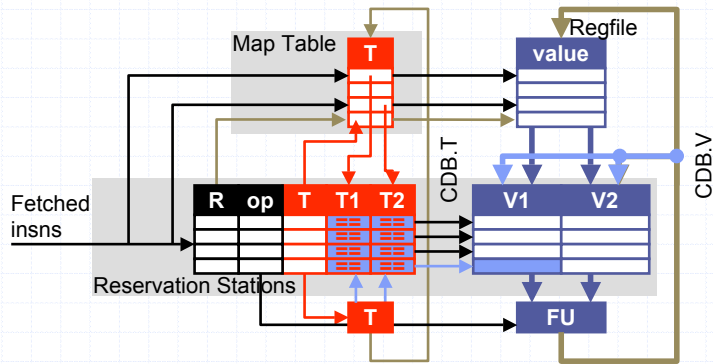 Regfile
Map Table
T
value
CDB.T
CDB.V
Fetched
insns
R op T T1 T2
V1 V2
== ==
== ==
== ==
== ==
Reservation Stations
T
FU